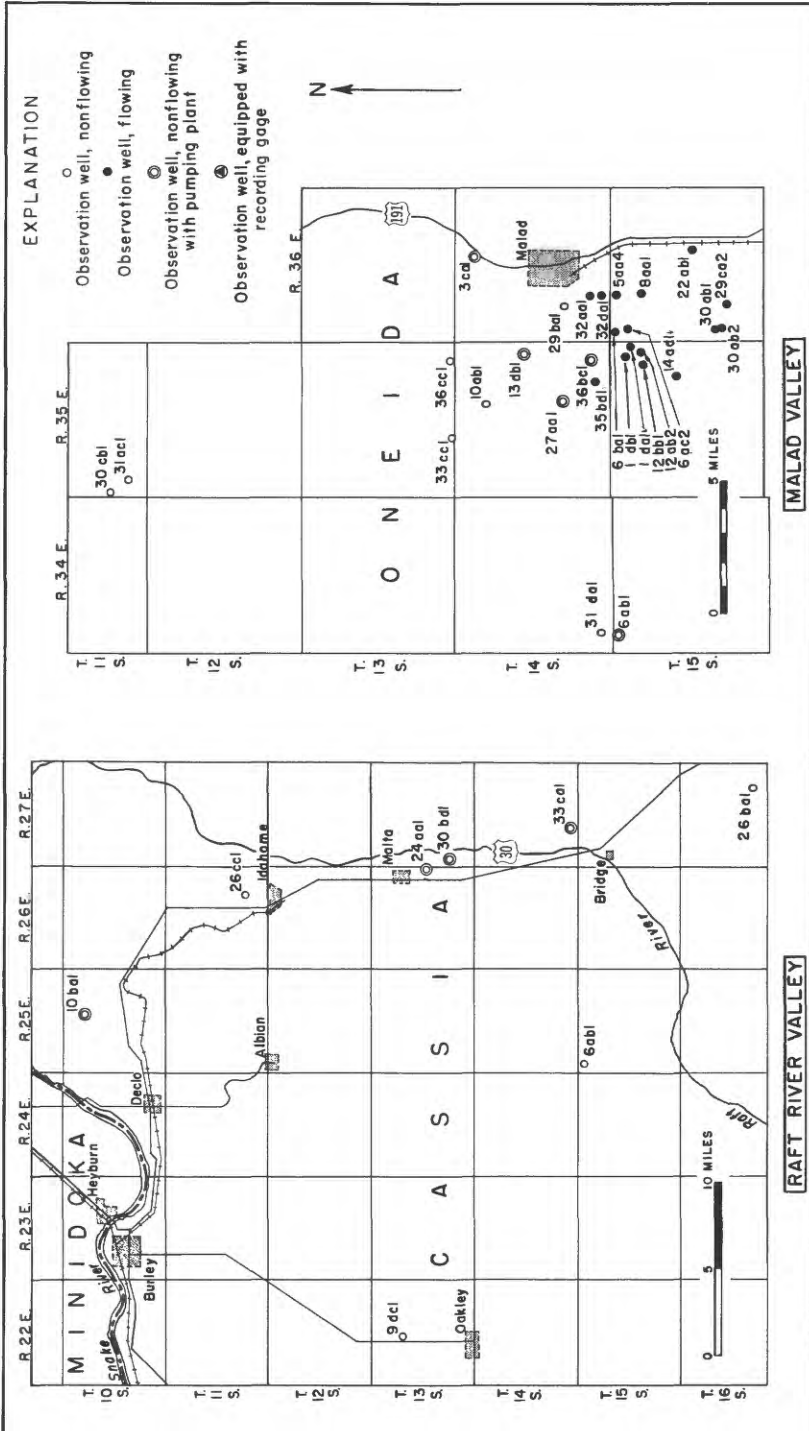 EXPLANATION
Observation well, nonflowing
Observation well, flowing
Observation well, nonflowing
with pumping plant
Observation well, equipped with
recording gage
N
R. 34 E.
R. 35 E.
R. 36 E.
T.
11
S.
T.
12
S.
T.
13
S.
T.
14
S.
T.
15
S.
30 cb1
31 ac1
ONEIDA
191
33 cc1
36 cc1
3 cd1
10 ab1
13 db1
Malad
27 aa1
29 ba1
36 bc1
32 aa1
35 bd1
32 da1
31 da1
6 ab1
6 ba1
1 db1
1 da1
12 bb1
12 ab2
6 ac2
5 aa4
8 aa1
14 ad1
22 ab1
30 ab1
29 ca2
30 ab2
0 5 MILES
MALAD VALLEY
R. 22 E.
R. 23 E.
R. 24 E.
R. 25 E.
R. 26 E.
R. 27 E.
T.
10
S.
T.
11
S.
T.
12
S.
T.
13
S.
T.
14
S.
T.
15
S.
T.
16
S.
MINIDOKA
Snake River
Heyburn
Burley
Declo
10 ba1
26 cc1
Idahome
Albion
CASSIA
9 dc1
Oakley
Malta
24 aa1
30 bd1
30
33 ca1
Bridge
6 ab1
Raft River
26 ba1
0 5 10 MILES
RAFT RIVER VALLEY